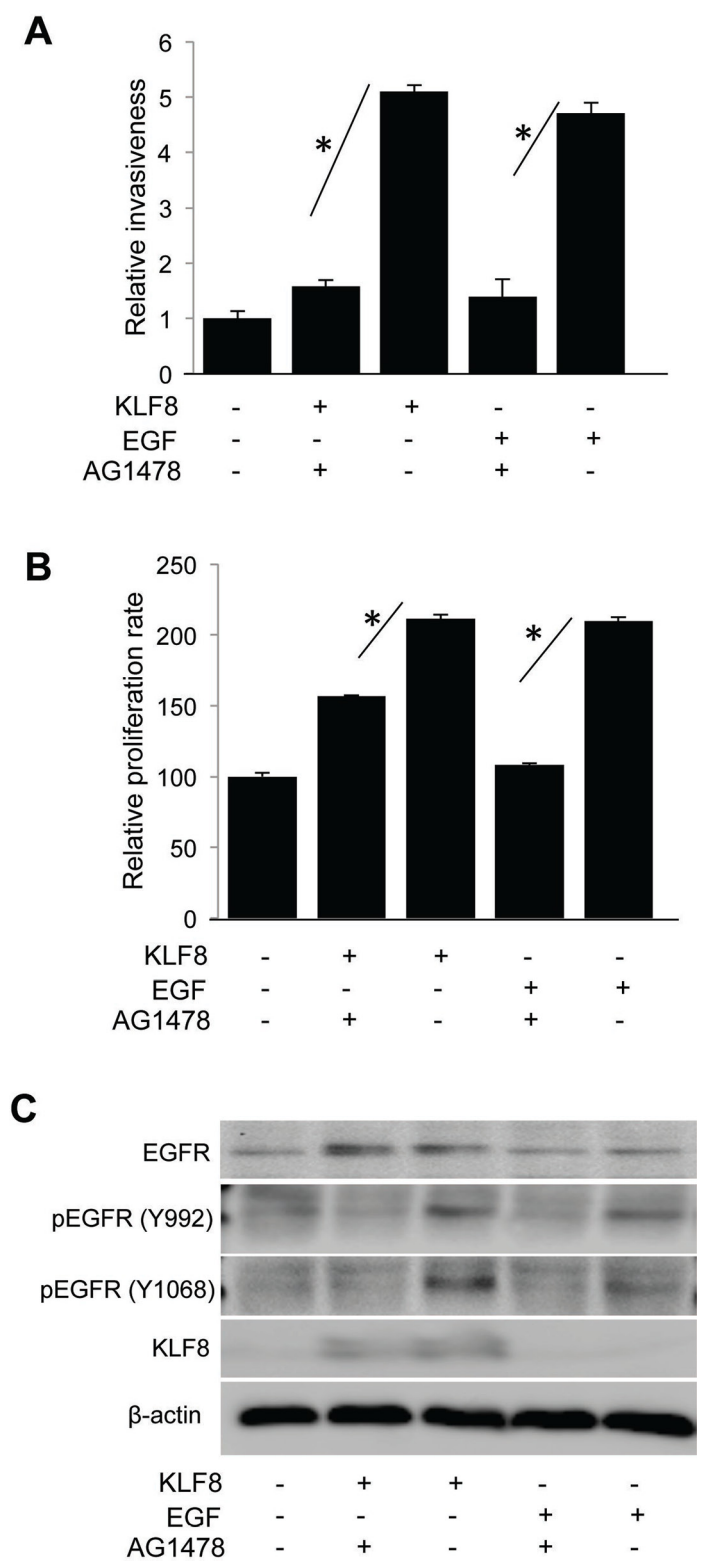 A
Relative invasiveness
6
5
4
3
2
1
0
*
*
KLF8 - + + - -
EGF - - - + +
AG1478 - + - + -
B
Relative proliferation rate
250
200
150
100
50
0
*
*
KLF8 - + + - -
EGF - - - + +
AG1478 - + - + -
C
EGFR
pEGFR (Y992)
pEGFR (Y1068)
KLF8
β-actin
KLF8 - + + - -
EGF - - - + +
AG1478 - + - + -